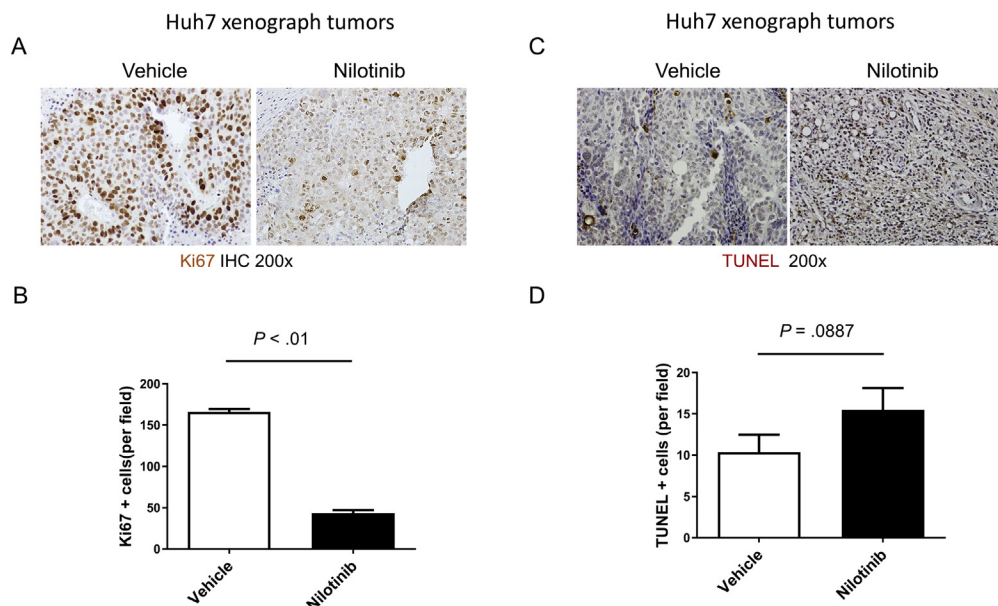 Huh7 xenograph tumors
A
Vehicle
Nilotinib
Ki67 IHC 200x
B
P < .01
Ki67 + cells(per field)
200
150
100
50
0
Vehicle
Nilotinib
Huh7 xenograph tumors
C
Vehicle
Nilotinib
TUNEL 200x
D
P = .0887
TUNEL + cells (per field)
20
15
10
5
0
Vehicle
Nilotinib